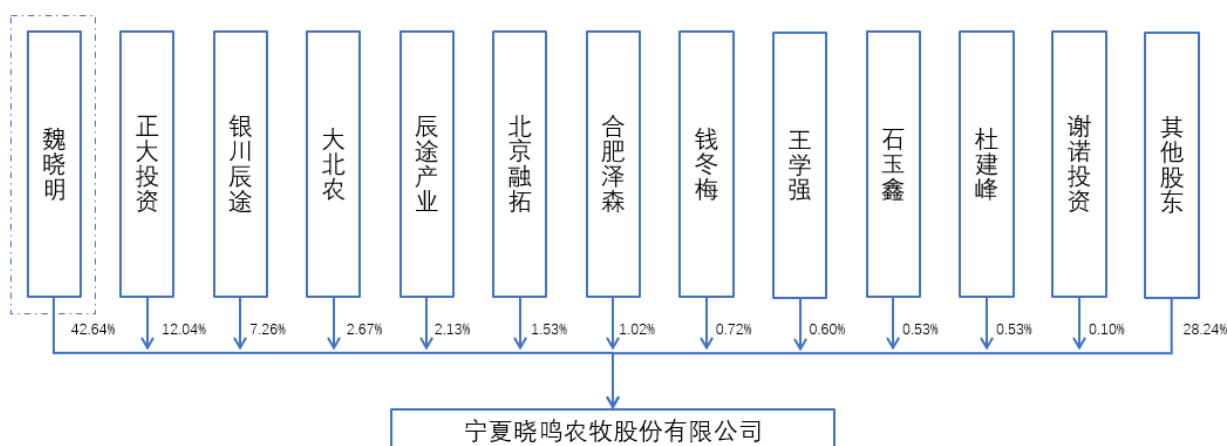 魏晓明
正大投资
银川辰途
大北农
辰途产业
北京融拓
合肥泽森
钱冬梅
王学强
石玉鑫
杜建峰
谢诺投资
其他股东
42.64%
12.04%
7.26%
2.67%
2.13%
1.53%
1.02%
0.72%
0.60%
0.53%
0.53%
0.10%
28.24%
宁夏晓鸣农牧股份有限公司